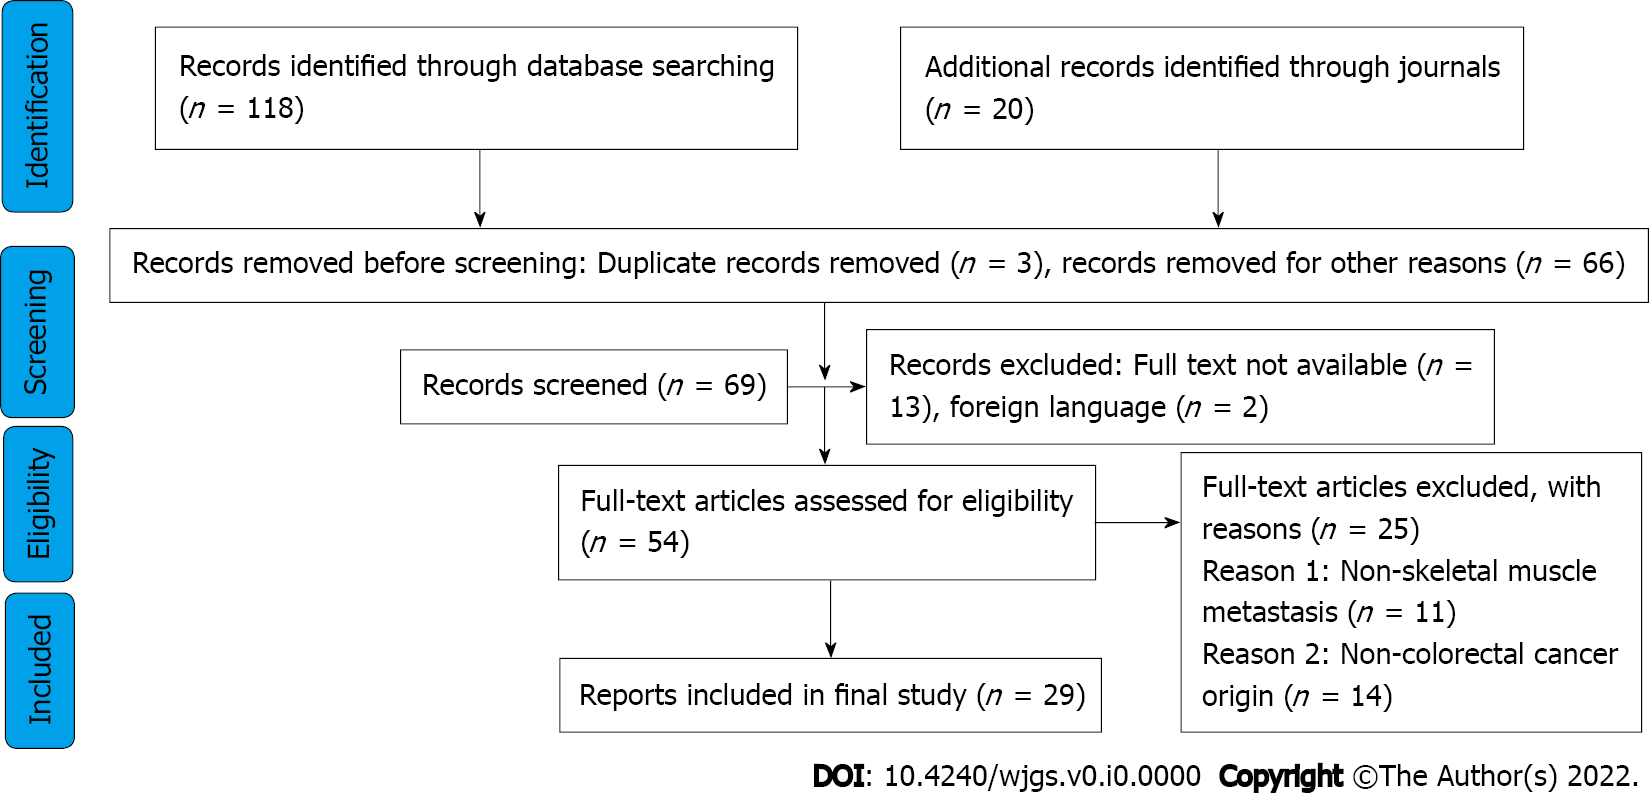 Identification
Records identified through database searching
(n = 118)
Additional records identified through journals
(n = 20)
Screening
Records removed before screening: Duplicate records removed (n = 3), records removed for other reasons (n = 66)
Records screened (n = 69)
Records excluded: Full text not available (n =
13), foreign language (n = 2)
Eligibility
Full-text articles assessed for eligibility
(n = 54)
Full-text articles excluded, with
reasons (n = 25)
Reason 1: Non-skeletal muscle
metastasis (n = 11)
Reason 2: Non-colorectal cancer
origin (n = 14)
Included
Reports included in final study (n = 29)
DOI: 10.4240/wjgs.v0.i0.0000 Copyright ©The Author(s) 2022.